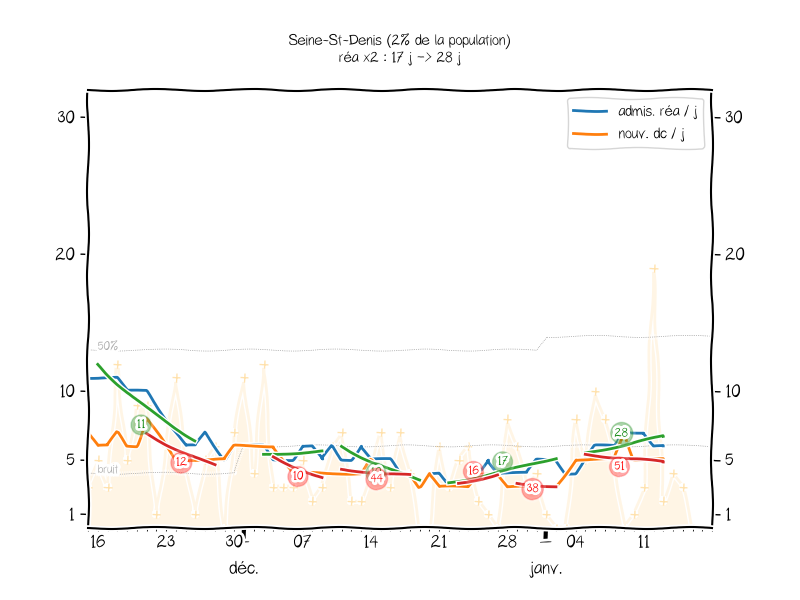 Seine-St-Denis (2% de la population)
réa x2 : 17 j -> 28 j
admis. réa / j
nouv. dc / j
30
30
20
20
50%
10
10
11
12
10
44
16
17
38
28
51
5
5
bruit
1
1
16 23 30 07 14 21 28 04 11
déc. janv.